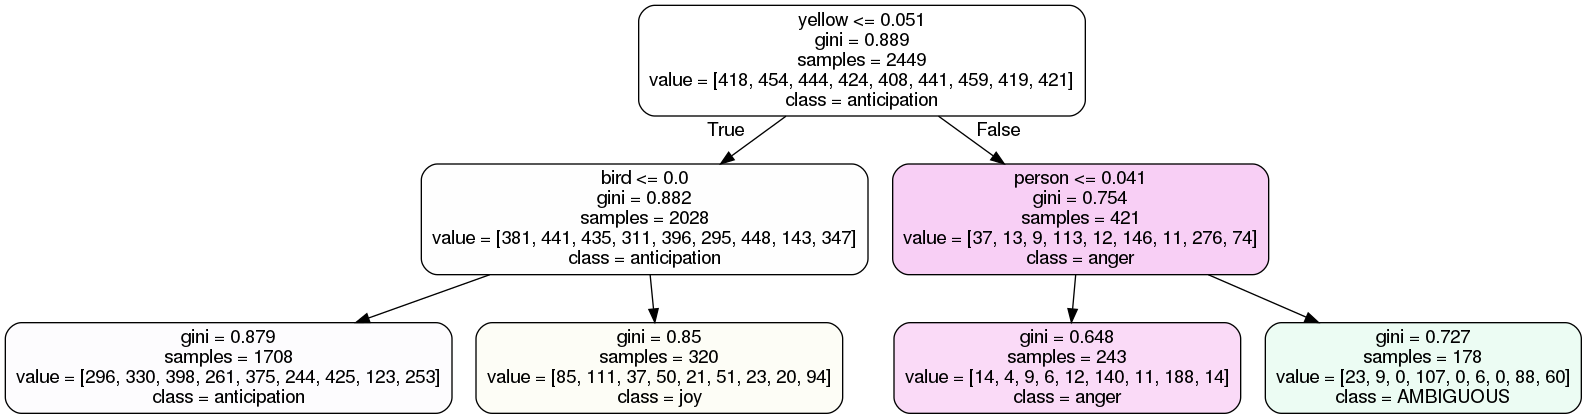 yellow <= 0.051
gini = 0.889
samples = 2449
value = [418, 454, 444, 424, 408, 441, 459, 419, 421]
class = anticipation
True
False
bird <= 0.0
gini = 0.882
samples = 2028
value = [381, 441, 435, 311, 396, 295, 448, 143, 347]
class = anticipation
person <= 0.041
gini = 0.754
samples = 421
value = [37, 13, 9, 113, 12, 146, 11, 276, 74]
class = anger
gini = 0.879
samples = 1708
value = [296, 330, 398, 261, 375, 244, 425, 123, 253]
class = anticipation
gini = 0.85
samples = 320
value = [85, 111, 37, 50, 21, 51, 23, 20, 94]
class = joy
gini = 0.648
samples = 243
value = [14, 4, 9, 6, 12, 140, 11, 188, 14]
class = anger
gini = 0.727
samples = 178
value = [23, 9, 0, 107, 0, 6, 0, 88, 60]
class = AMBIGUOUS